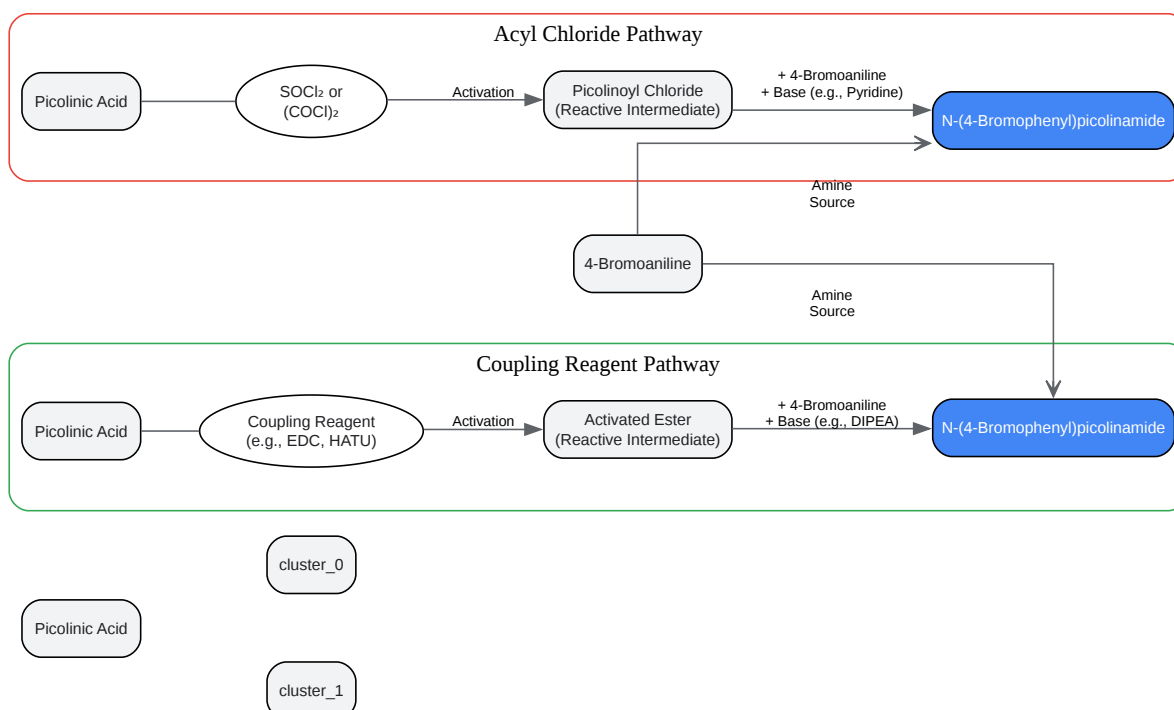 Acyl Chloride Pathway
Picolinic Acid
SOCl₂ or
(COCl)₂
Activation
Picolinoyl Chloride
(Reactive Intermediate)
+ 4-Bromoaniline
+ Base (e.g., Pyridine)
N-(4-Bromophenyl)picolinamide
Amine
Source
4-Bromoaniline
Amine
Source
Coupling Reagent Pathway
Picolinic Acid
Coupling Reagent
(e.g., EDC, HATU)
Activation
Activated Ester
(Reactive Intermediate)
+ 4-Bromoaniline
+ Base (e.g., DIPEA)
N-(4-Bromophenyl)picolinamide
cluster_0
Picolinic Acid
cluster_1